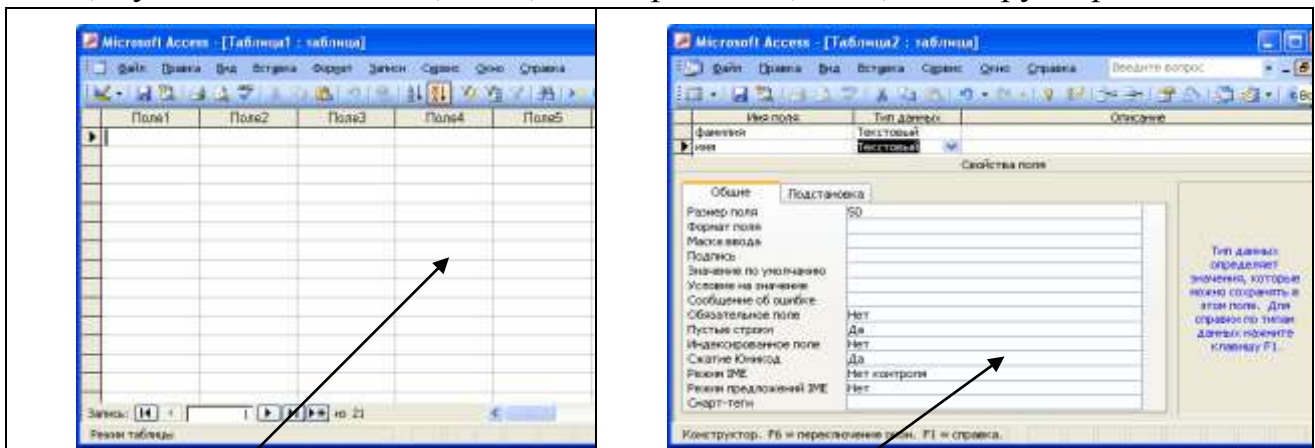 Microsoft Access - [Таблица1 : таблица]
Файл Правка Вид Вставка Формат Записи Сервис Окно Справка
Поле1 Поле2 Поле3 Поле4 Поле5
Запись: 1 из 21
Режим таблицы
Microsoft Access - [Таблица2 : таблица]
Файл Правка Вид Вставка Сервис Окно Справка Введите вопрос
Имя поля Тип данных Описание
фамилия Текстовый
имя Текстовый
Свойства поля
Общие Подстановка
Размер поля 50
Формат поля
Маска ввода
Подпись
Значение по умолчанию
Условие на значение
Сообщение об ошибке
Обязательное поле Нет
Пустые строки Да
Индексированное поле Нет
Сжатие Юникод Да
Режим IME Нет контроля
Режим предложений IME Нет
Смарт-теги
Тип данных
определяет
значения, которые
можно сохранять в
этом поле. Для
справки по типам
данных нажмите
клавишу F1.
Конструктор. F6 = переключение окон. F1 = справка.